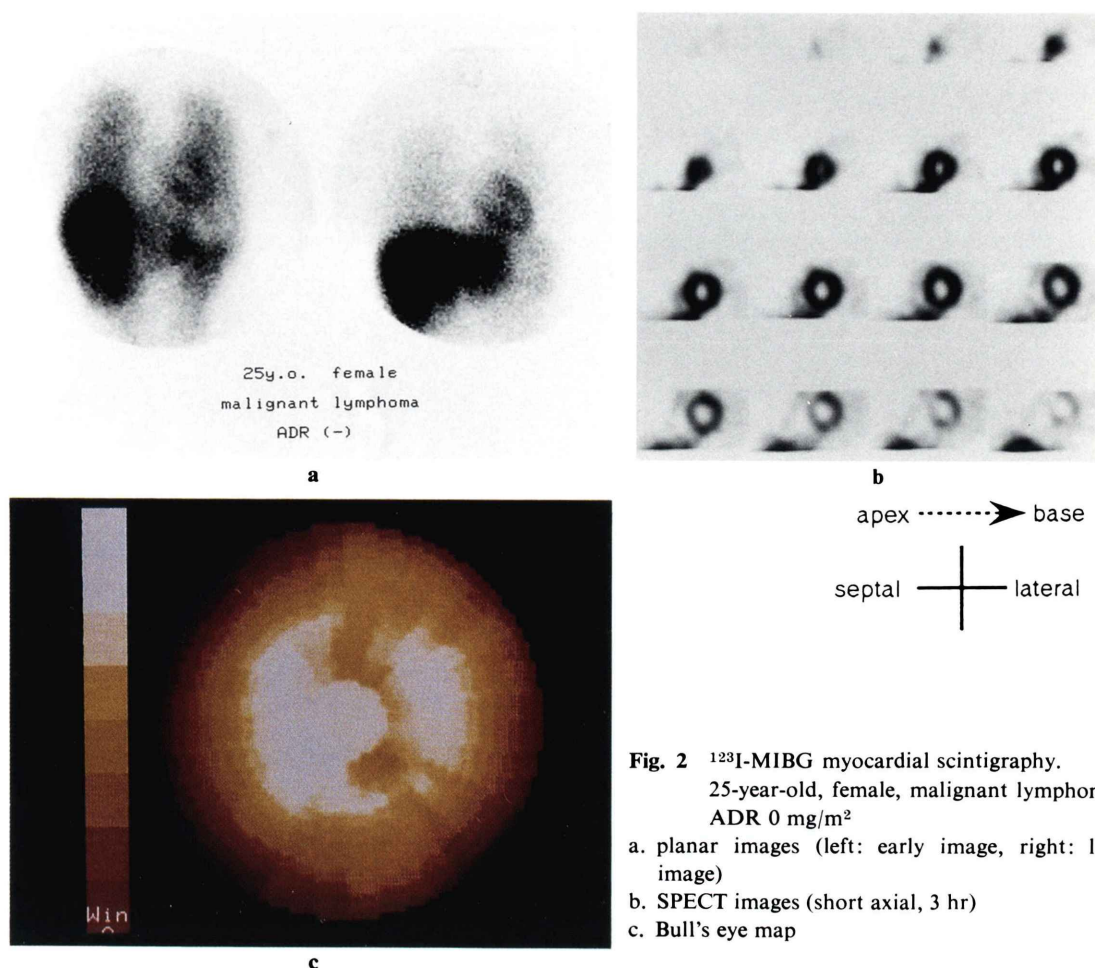 25y.o. female
malignant lymphoma
ADR (-)
a
b
apex
base
septal
lateral
Win
c
Fig. 2 ¹²³I-MIBG myocardial scintigraphy.
25-year-old, female, malignant
ADR 0 mg/m²
a. planar images (left: early image, right:
image)
b. SPECT images (short axial, 3 hr)
c. Bull's eye map